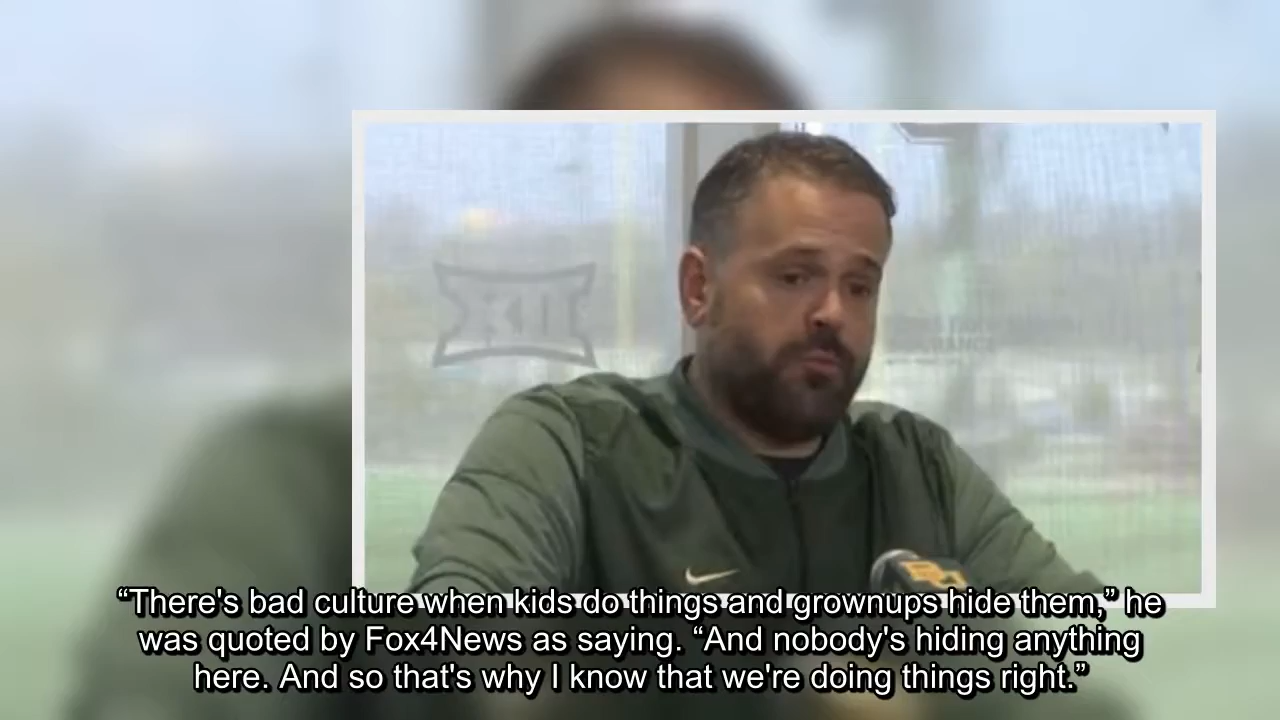 XII
“There's bad culture when kids do things and grownups hide them,” he
was quoted by Fox4News as saying. “And nobody's hiding anything
here. And so that's why I know that we're doing things right.”